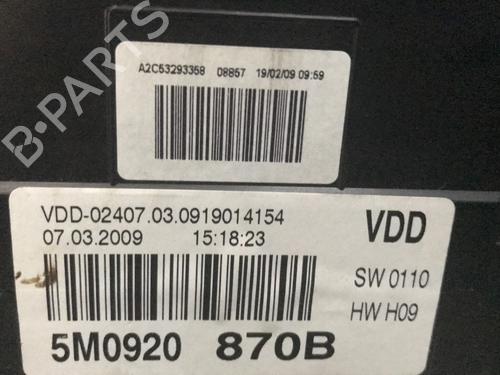 B-PARTS
A2C53293358 08857 19/02/09 09:59
VDD-02407.03.0919014154
VDD
07.03.2009 15:18:23
SW 0110
HW H09
5M0920 870B